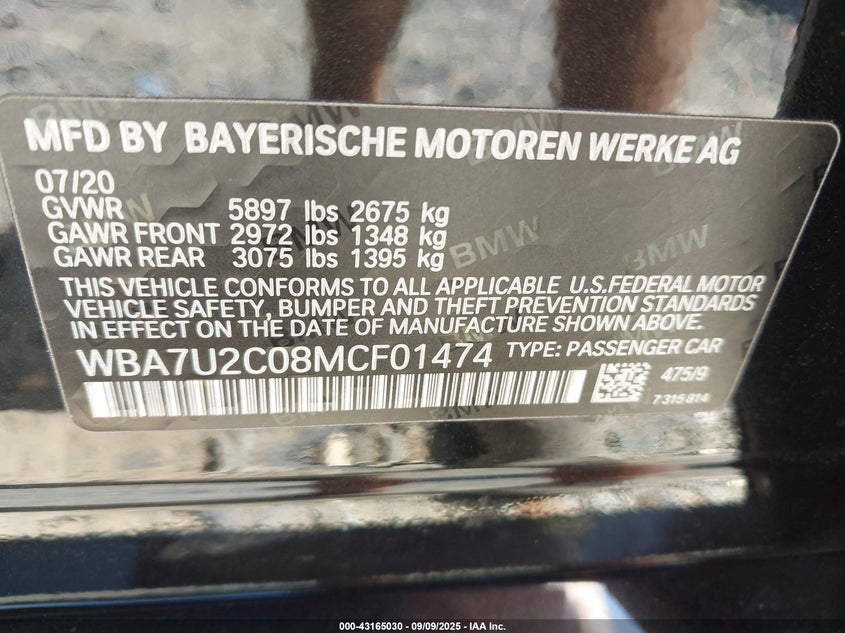 MFD BY BAYERISCHE MOTOREN WERKE AG
07/20
GVWR 5897 lbs 2675 kg
GAWR FRONT 2972 lbs 1348 kg
GAWR REAR 3075 lbs 1395 kg
THIS VEHICLE CONFORMS TO ALL APPLICABLE U.S.FEDERAL MOTOR
VEHICLE SAFETY, BUMPER AND THEFT PREVENTION STANDARDS
IN EFFECT ON THE DATE OF MANUFACTURE SHOWN ABOVE.
WBA7U2C08MCF01474 TYPE: PASSENGER CAR
475/9
7 315 814
000-43165030 - 09/09/2025 - IAA Inc.